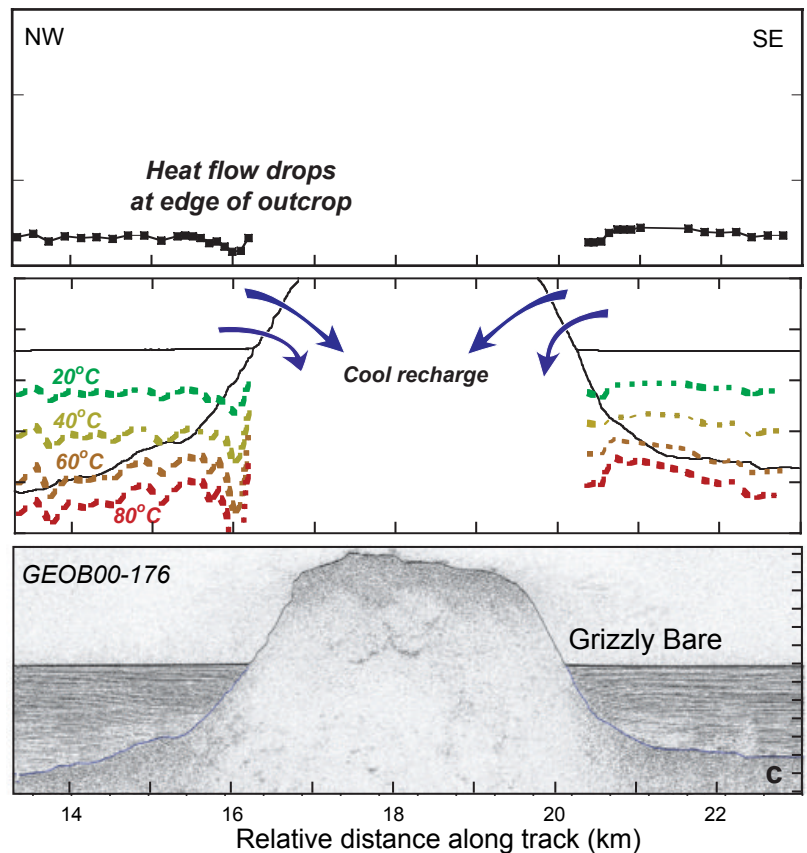 NW
SE
Heat flow drops
at edge of outcrop
20°C
40°C
60°C
80°C
Cool recharge
GEOB00-176
Grizzly Bare
c
14
16
18
20
22
Relative distance along track (km)